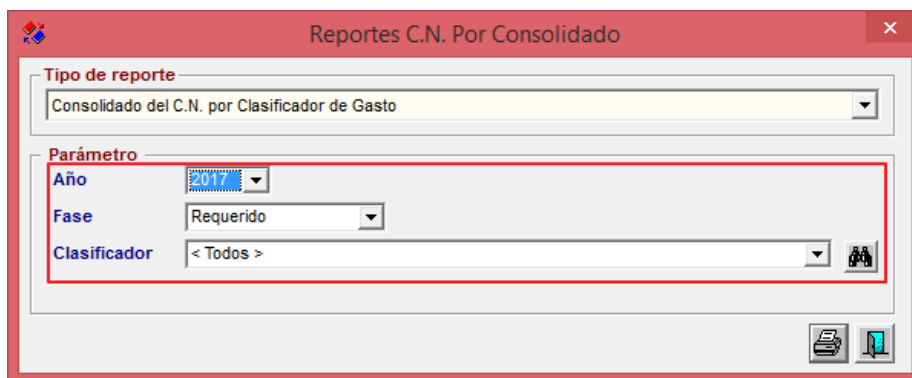 Reportes C.N. Por Consolidado
Tipo de reporte
Consolidado del C.N. por Clasificador de Gasto
Parámetro
Año 2017
Fase Requerido
Clasificador < Todos >